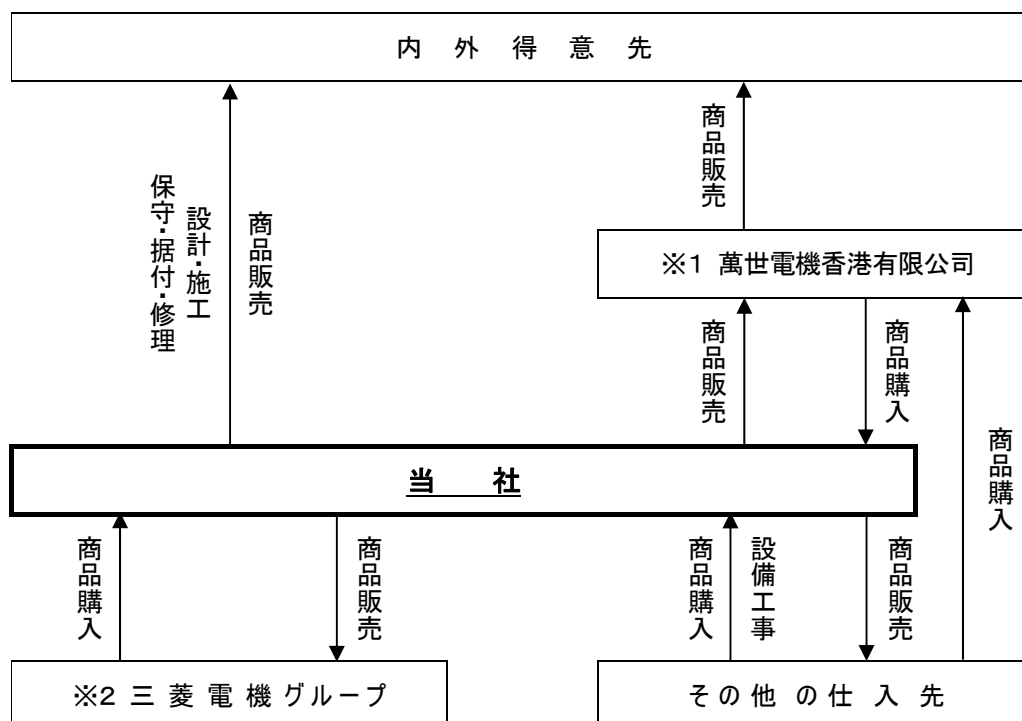 内外得意先
商品販売
設計・施工
保守・据付・修理
商品販売
※1 萬世電機香港有限公司
商品販売
商品購入
商品購入
当社
商品購入
商品販売
商品購入
設備工事
商品販売
※2 三菱電機グループ
その他の仕入先